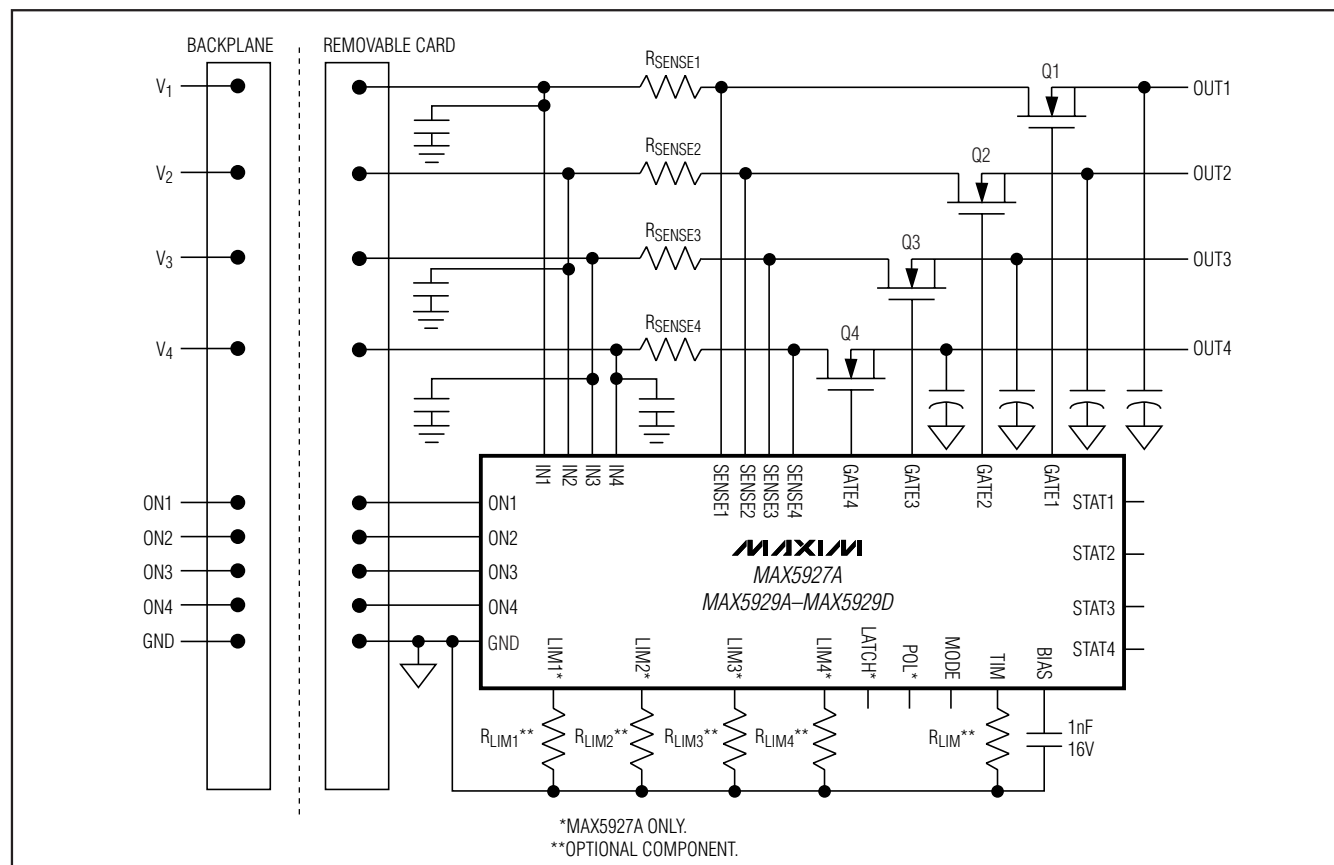 BACKPLANE
REMOVABLE CARD
RSENSE1
Q1
V1
OUT1
RSENSE2
Q2
V2
OUT2
RSENSE3
Q3
V3
OUT3
RSENSE4
Q4
V4
OUT4
IN1
IN2
IN3
IN4
SENSE1
SENSE2
SENSE3
SENSE4
GATE4
GATE3
GATE2
GATE1
ON1
ON1
STAT1
ON2
ON2
STAT2
ON3
ON3
STAT3
ON4
ON4
STAT4
GND
GND
MAXIM
MAX5927A
MAX5929A–MAX5929D
LIM1*
LIM2*
LIM3*
LIM4*
LATCH*
POL*
MODE
TIM
BIAS
RLIM1**
RLIM2**
RLIM3**
RLIM4**
RLIM**
1nF
16V
*MAX5927A ONLY.
**OPTIONAL COMPONENT.